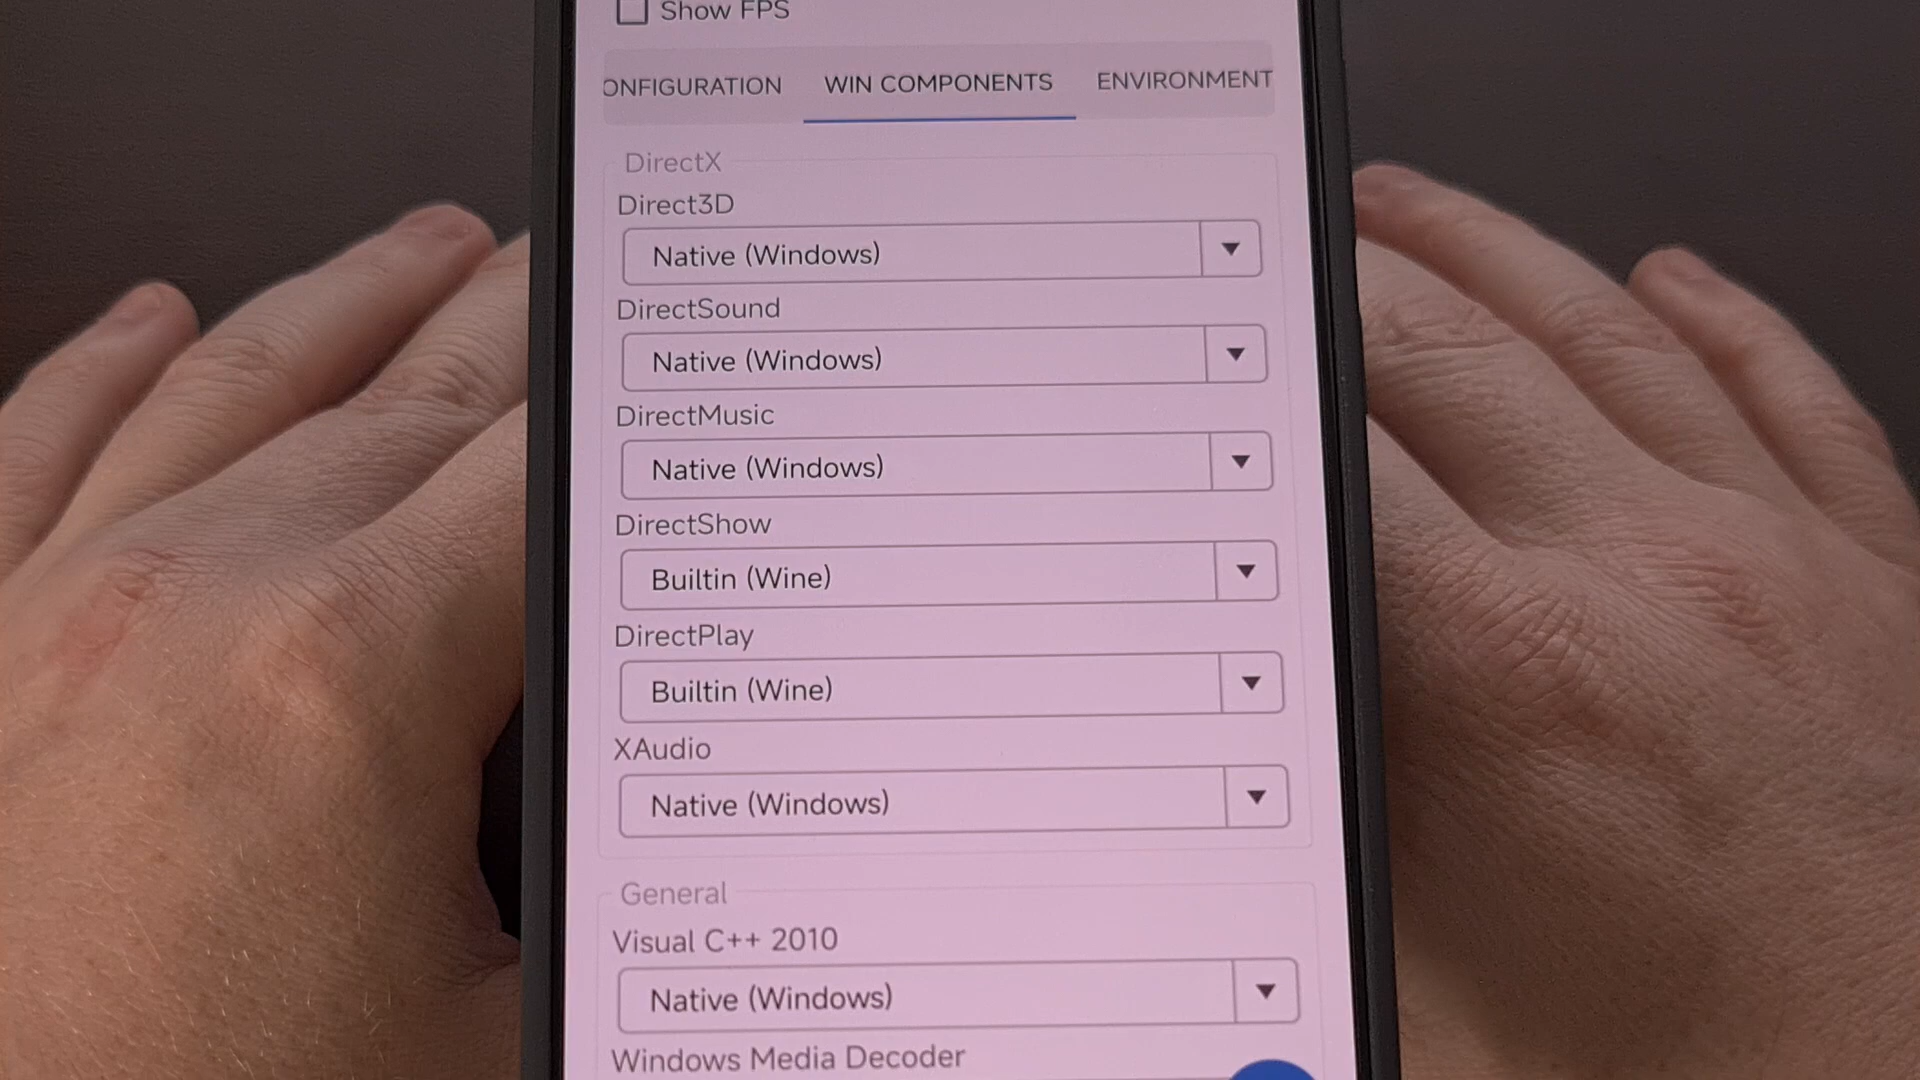 Show FPS
ONFIGURATION WIN COMPONENTS ENVIRONMENT
DirectX
Direct3D
Native (Windows)
DirectSound
Native (Windows)
DirectMusic
Native (Windows)
DirectShow
Builtin (Wine)
DirectPlay
Builtin (Wine)
XAudio
Native (Windows)
General
Visual C++ 2010
Native (Windows)
Windows Media Decoder